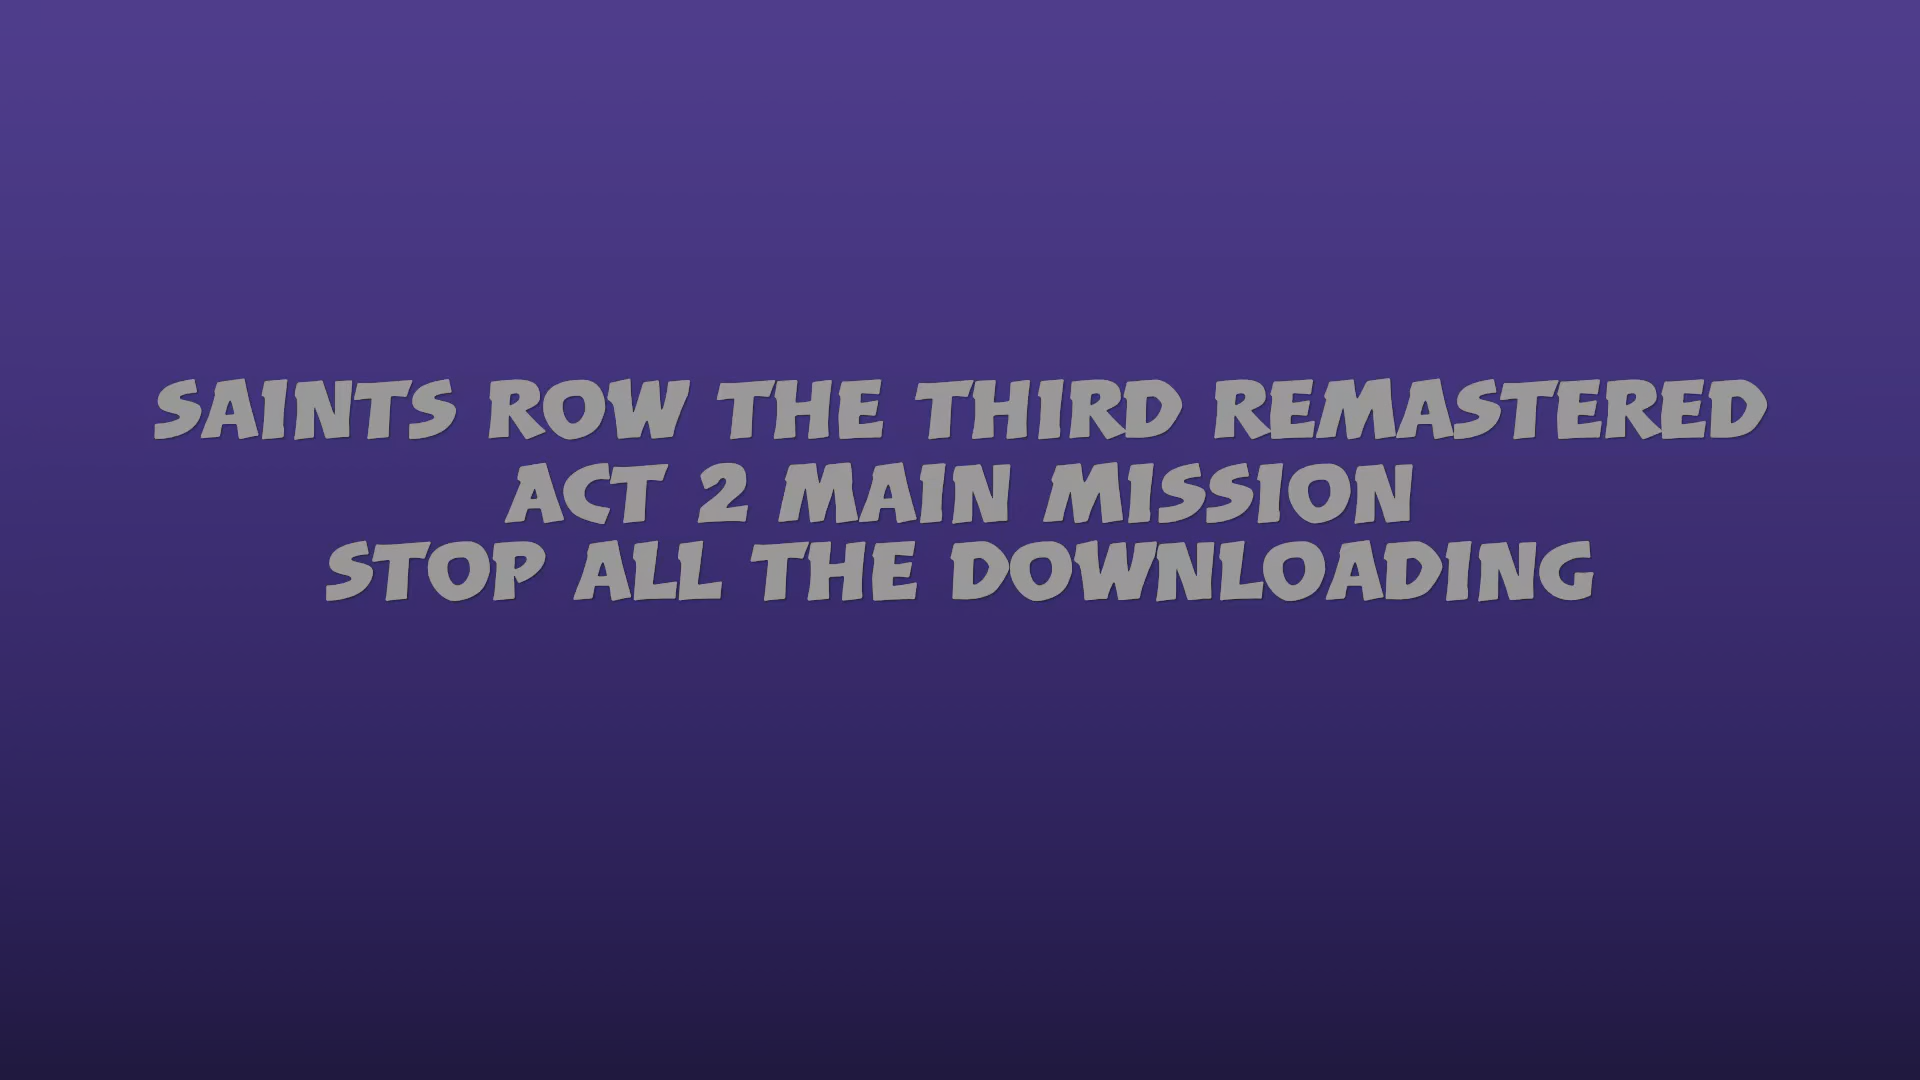 SAINTS ROW THE THIRD REMASTERED
ACT 2 MAIN MISSION
STOP ALL THE DOWNLOADING